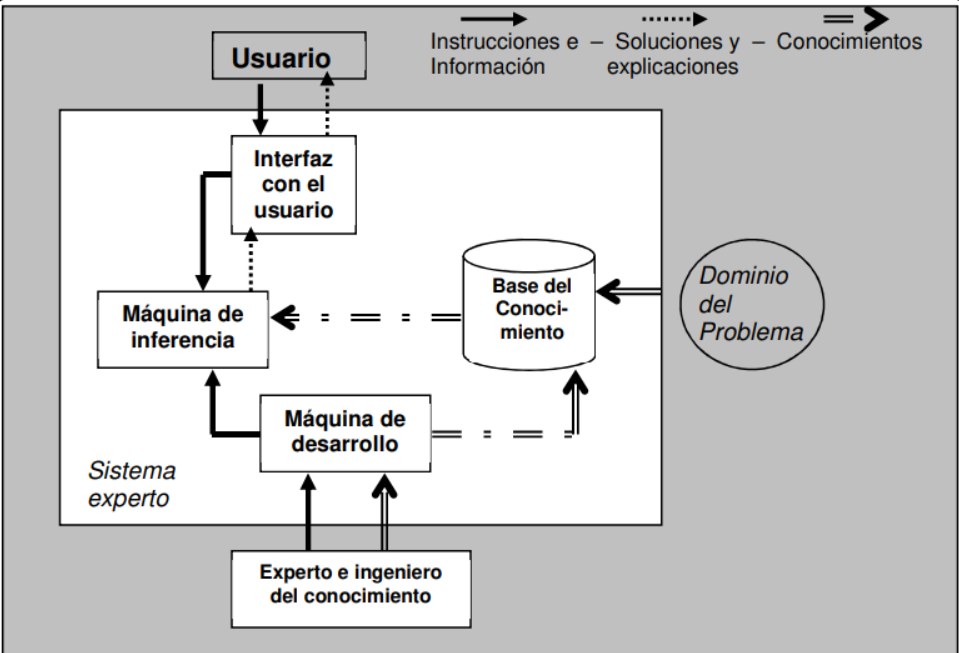 Usuario
Instrucciones e – Soluciones y – Conocimientos
Información explicaciones
Interfaz
con el
usuario
Base del
Conoci-
miento
Dominio
del
Problema
Máquina de
inferencia
Máquina de
desarrollo
Sistema
experto
Experto e ingeniero
del conocimiento